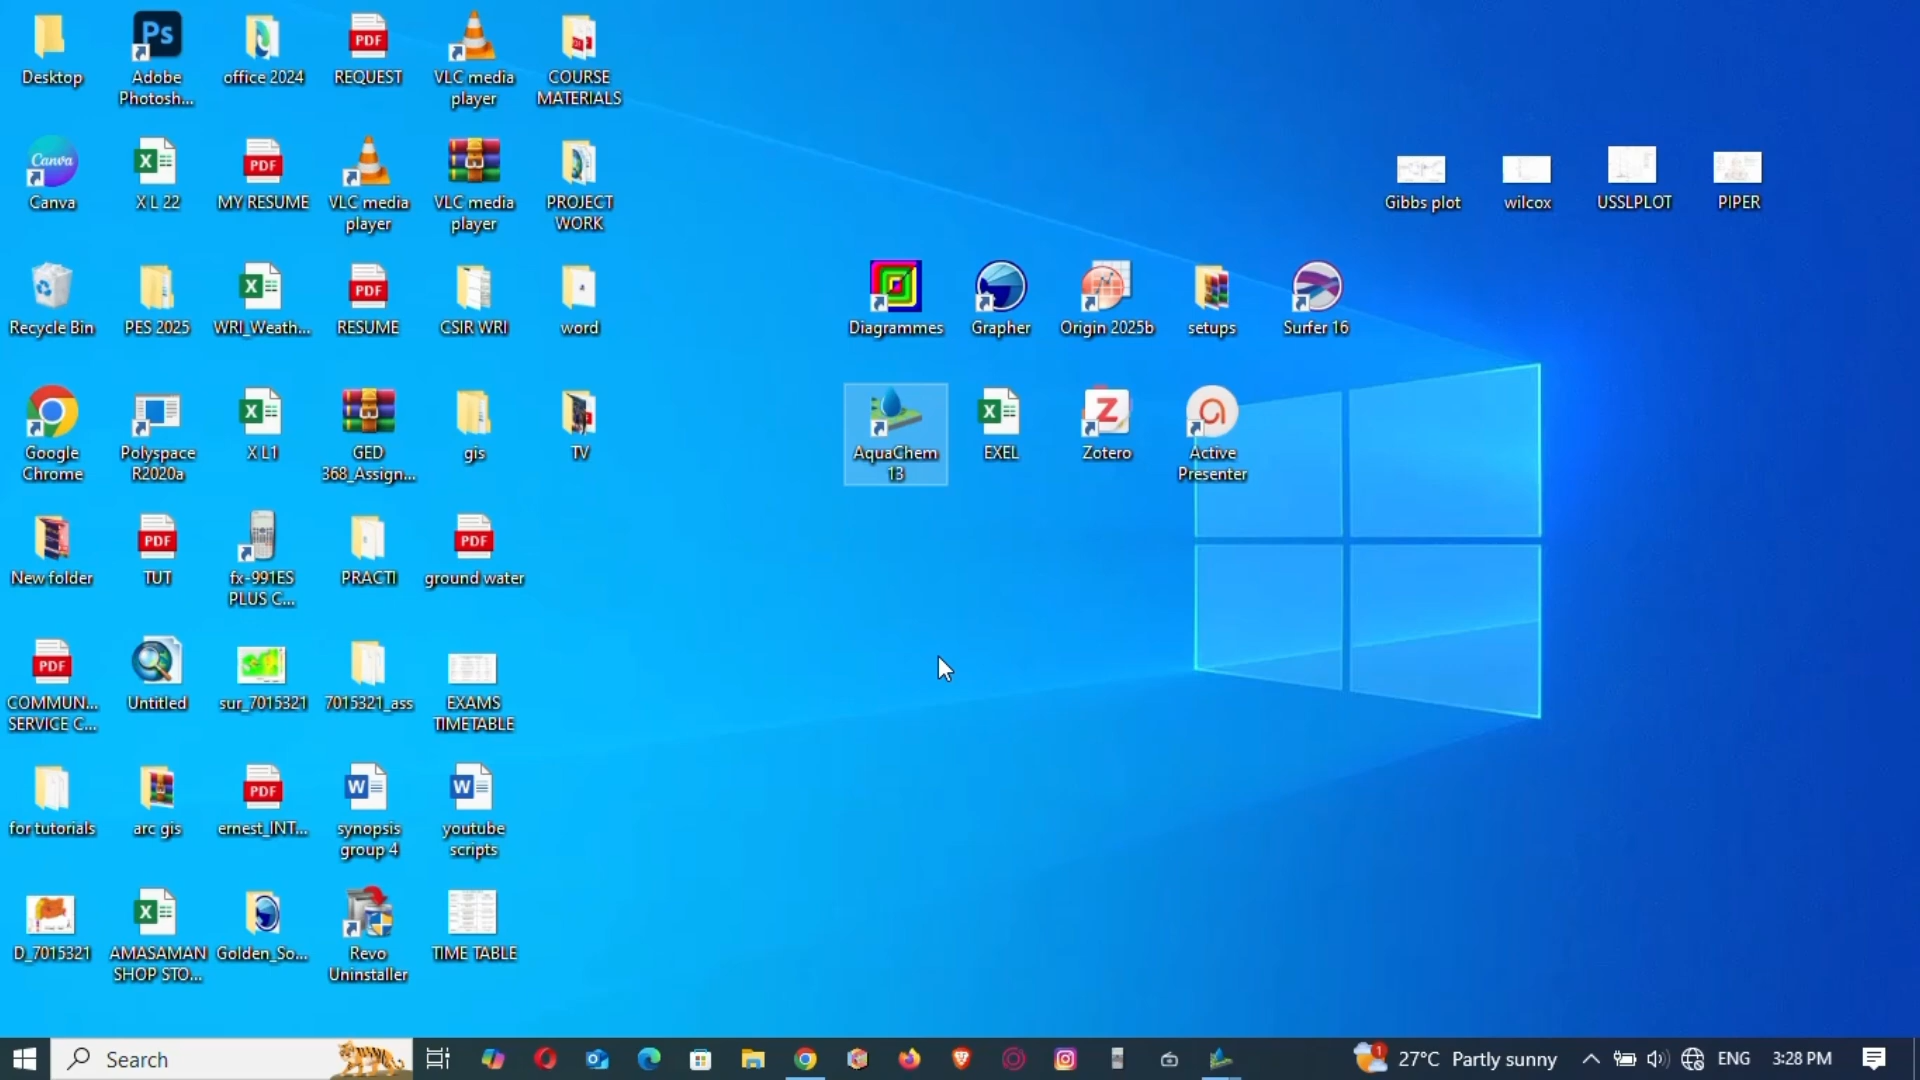 Desktop
Adobe
Photosh...
office 2024
REQUEST
VLC media
player
COURSE
MATERIALS
Canva
X L 22
MY RESUME
VLC media
player
VLC media
player
PROJECT
WORK
Gibbs plot
wilcox
USSLPLOT
PIPER
Recycle Bin
PES 2025
WRI_Weath...
RESUME
CSIR WRI
word
Diagrammes
Grapher
Origin 2025b
setups
Surfer 16
Google
Chrome
Polyspace
R2020a
X L1
GED
368_Assign...
gis
TV
AquaChem
13
EXEL
Zotero
Active
Presenter
New folder
TUT
fx-991ES
PLUS C...
PRACTI
ground water
COMMUN...
SERVICE C...
Untitled
sur_7015321
7015321_ass
EXAMS
TIMETABLE
for tutorials
arc gis
ernest_INT...
synopsis
group 4
youtube
scripts
D_7015321
AMASAMAN
SHOP STO...
Golden_So...
Revo
Uninstaller
TIME TABLE
Search
27°C Partly sunny
ENG
3:28 PM